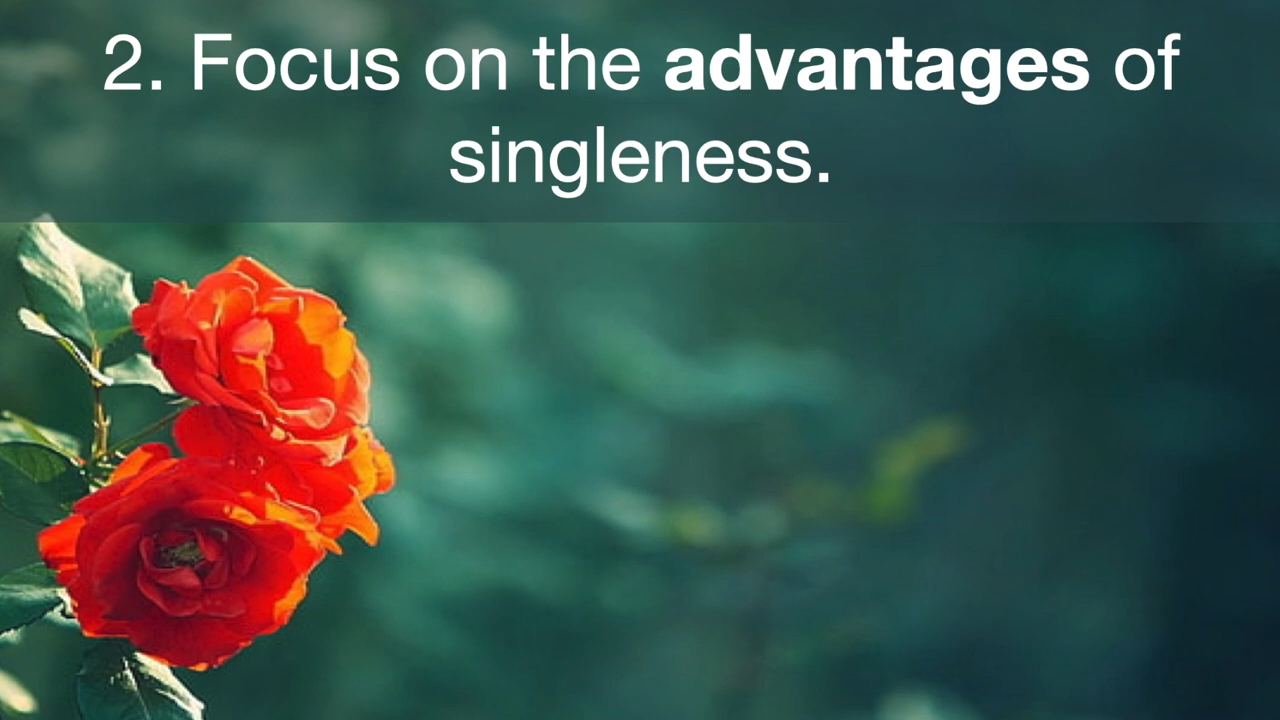 2. Focus on the advantages of
singleness.